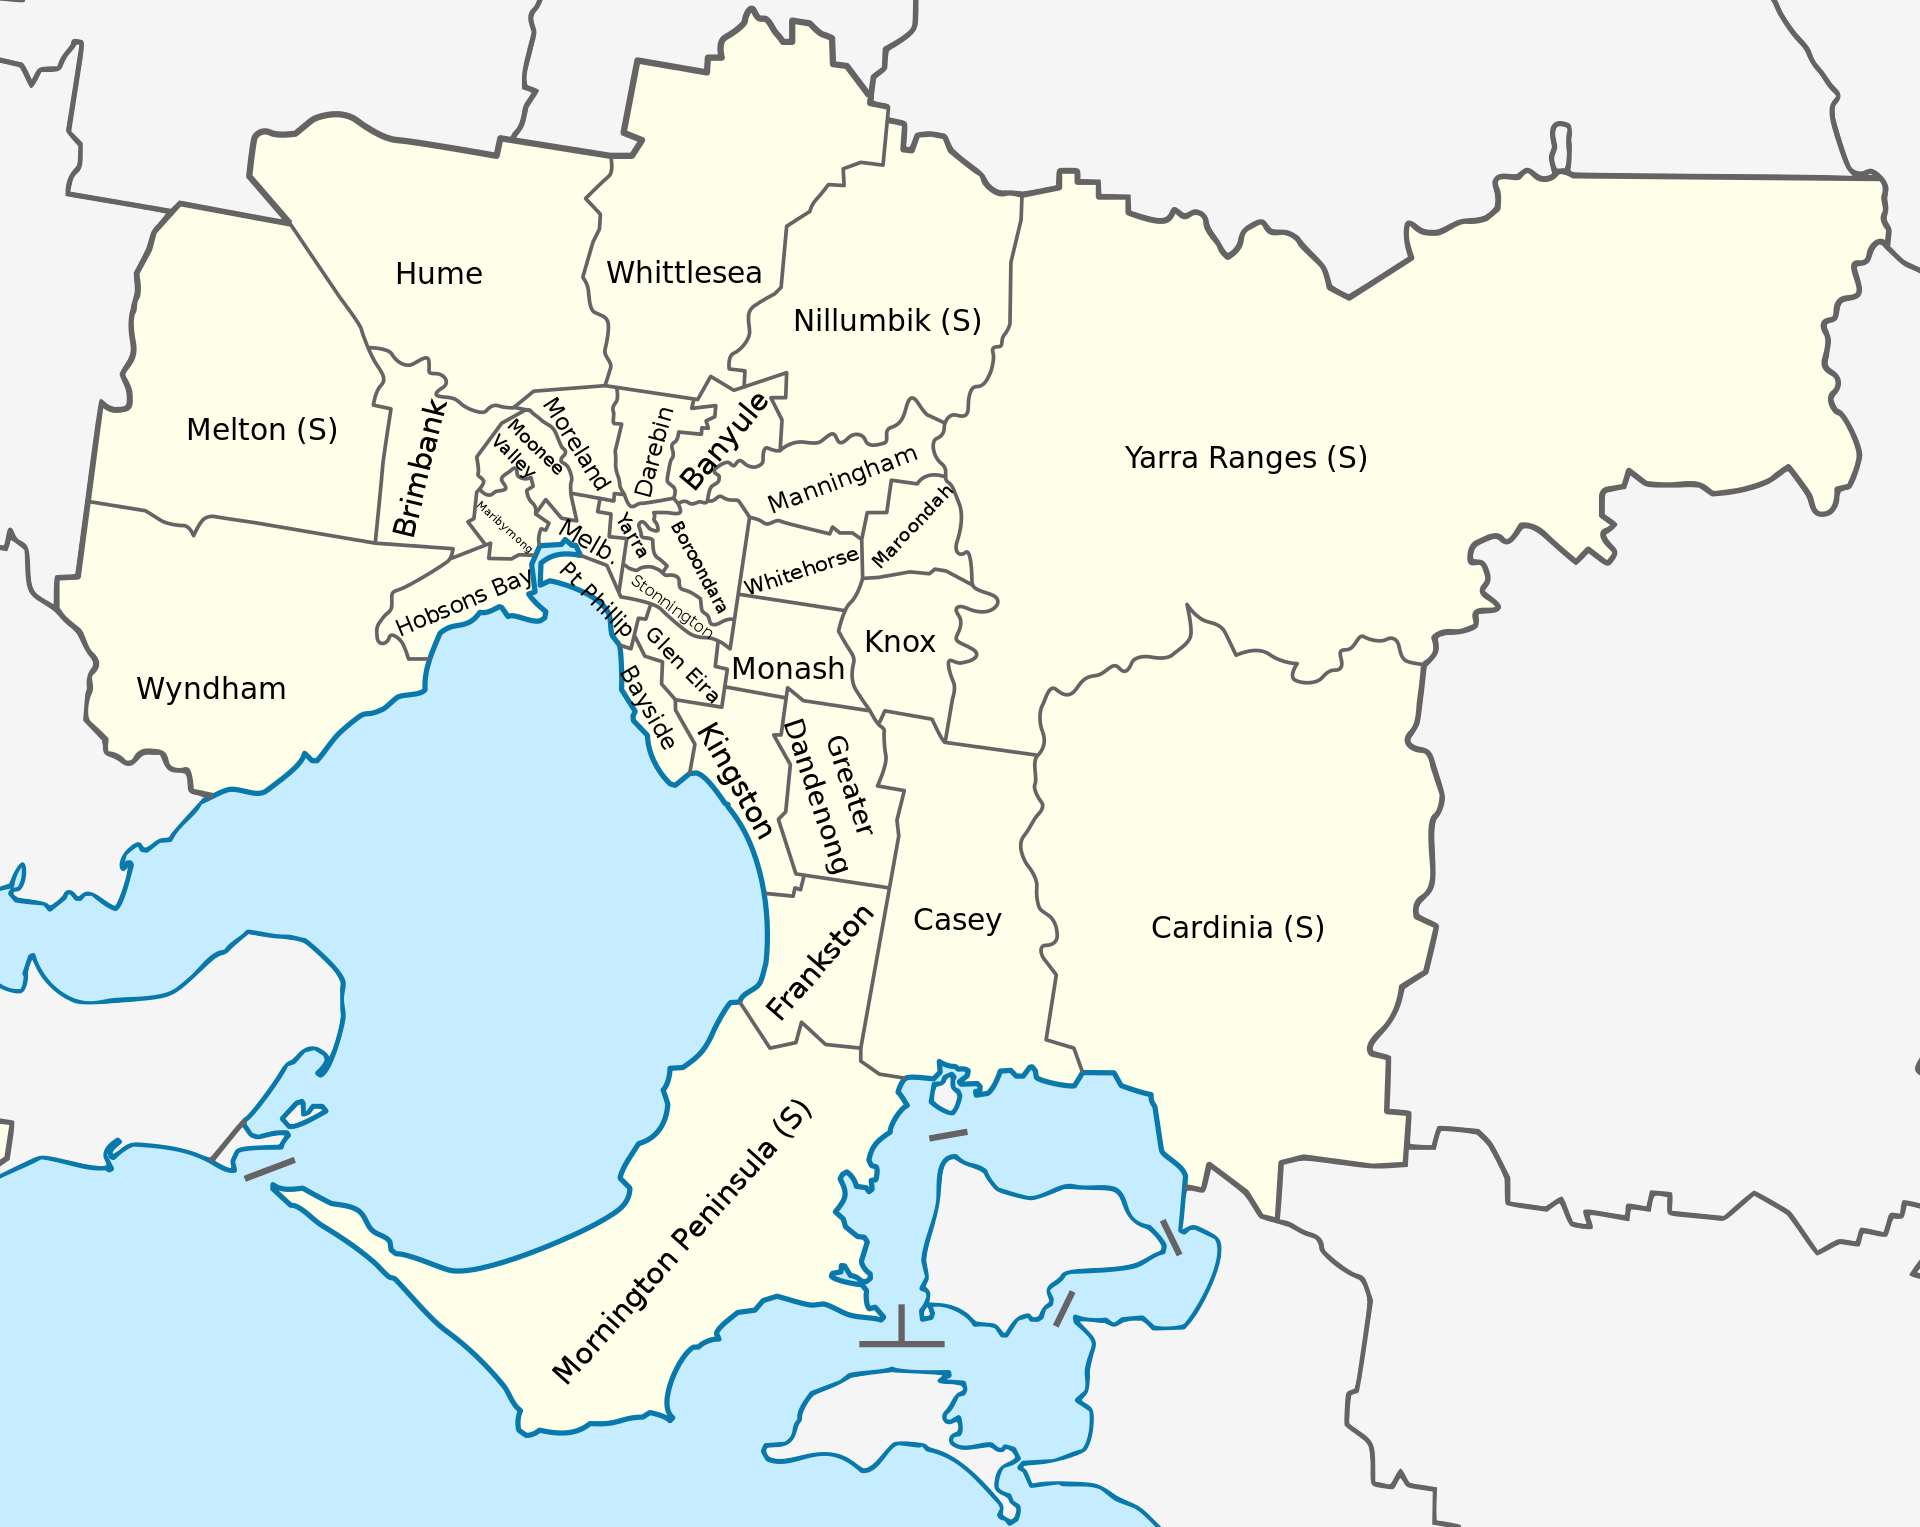 Hume
Whittlesea
Nillumbik (S)
Melton (S)
Brimbank
Moonee
Valley
Moreland
Darebin
Banyule
Manningham
Maroondah
Yarra Ranges (S)
Maribyrnong
Melb.
Yarra
Boroondara
Whitehorse
Hobsons Bay
Pt Phillip
Stonnington
Glen Eira
Monash
Knox
Wyndham
Bayside
Kingston
Greater
Dandenong
Casey
Cardinia (S)
Frankston
Mornington Peninsula (S)